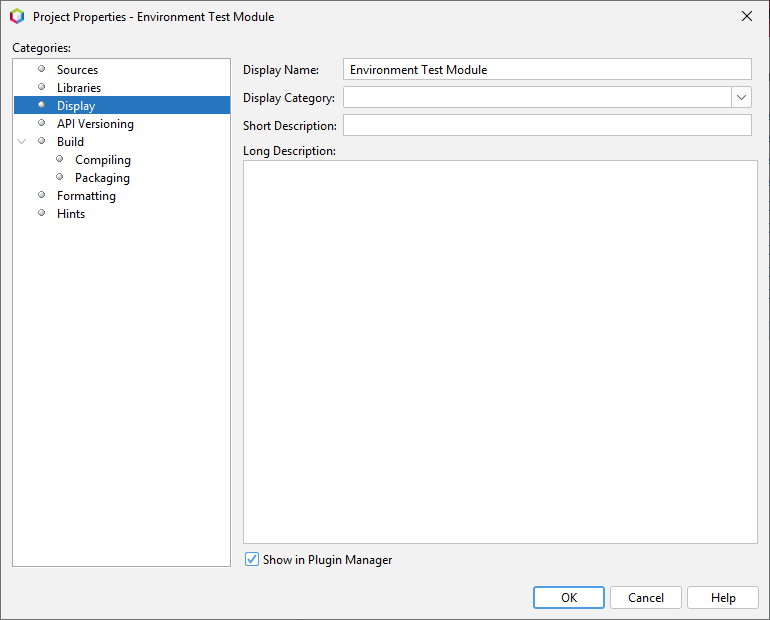 Project Properties - Environment Test Module
Categories:
Sources
Libraries
Display
API Versioning
Build
Compiling
Packaging
Formatting
Hints
Display Name: Environment Test Module
Display Category:
Short Description:
Long Description:
Show in Plugin Manager
OK Cancel Help